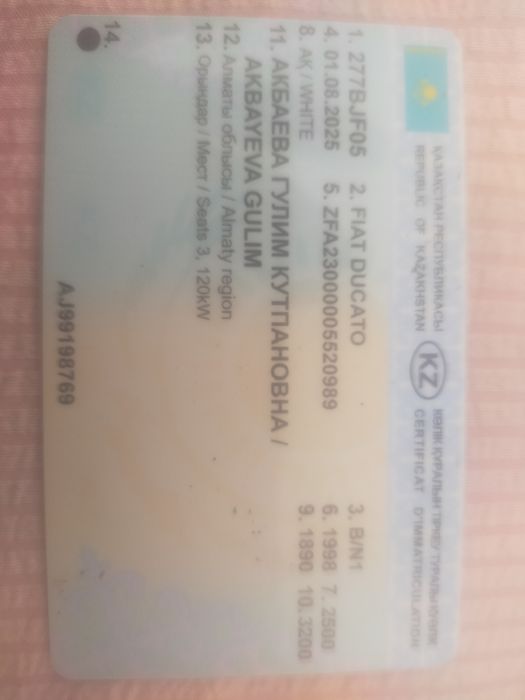 ҚАЗАҚСТАН РЕСПУБЛИКАСЫ
REPUBLIC OF KAZAKHSTAN
KZ
КӨЛІК ҚҰРАЛЫН ТІРКЕУ ТУРАЛЫ КУӘЛІК
CERTIFICAT D'IMMATRICULATION
1. 277BJF05 2. FIAT DUCATO 3. B/N1
4. 01.08.2025 5. ZFA23000005520989 6. 1998 7. 2500
8. АҚ / WHITE 9. 1890 10. 3200
11. АКБАЕВА ГУЛИМ КУТПАНОВНА /
AKBAYEVA GULIM
12. Алматы облысы / Almaty region
13. Орындар / Мест / Seats 3, 120kW
14.
AJ99198769